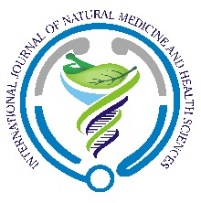 INTERNATIONAL JOURNAL OF NATURAL MEDICINE AND HEALTH SCIENCES